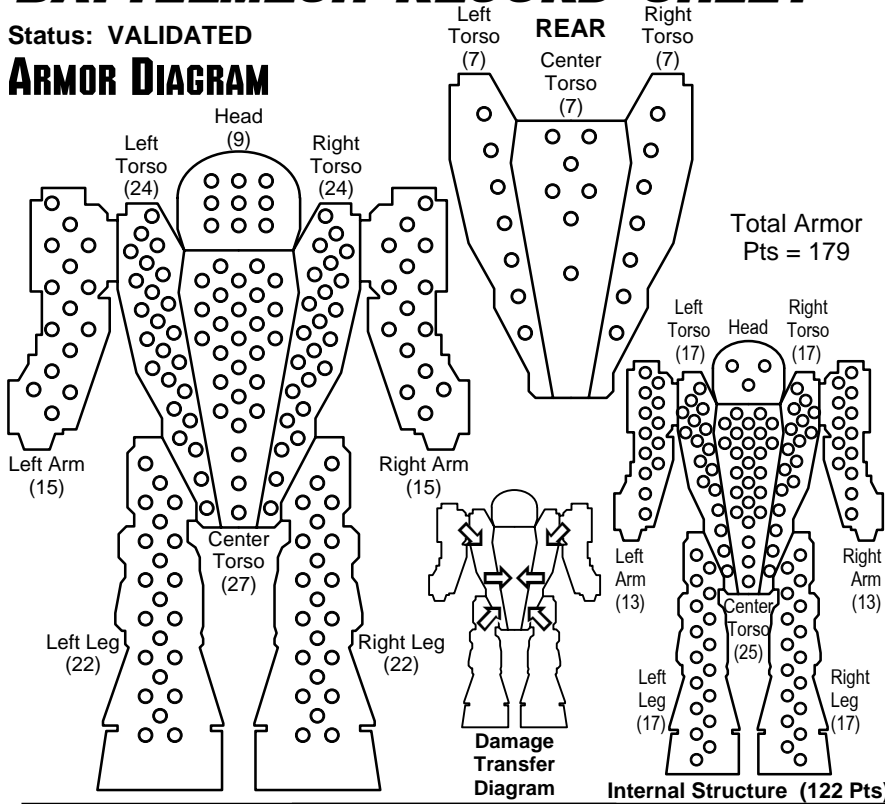 BATTLEMECH RECORD SHEET
Status: VALIDATED
ARMOR DIAGRAM
Head
(9)
Left
Torso
(24)
Right
Torso
(24)
Left Arm
(15)
Right Arm
(15)
Center
Torso
(27)
Left Leg
(22)
Right Leg
(22)
REAR
Left
Torso
(7)
Center
Torso
(7)
Right
Torso
(7)
Total Armor
Pts = 179
Left
Torso
(17)
Head
Right
Torso
(17)
Left
Arm
(13)
Right
Arm
(13)
Center
Torso
(25)
Left
Leg
(17)
Right
Leg
(17)
Damage
Transfer
Diagram
Internal Structure (122 Pts)